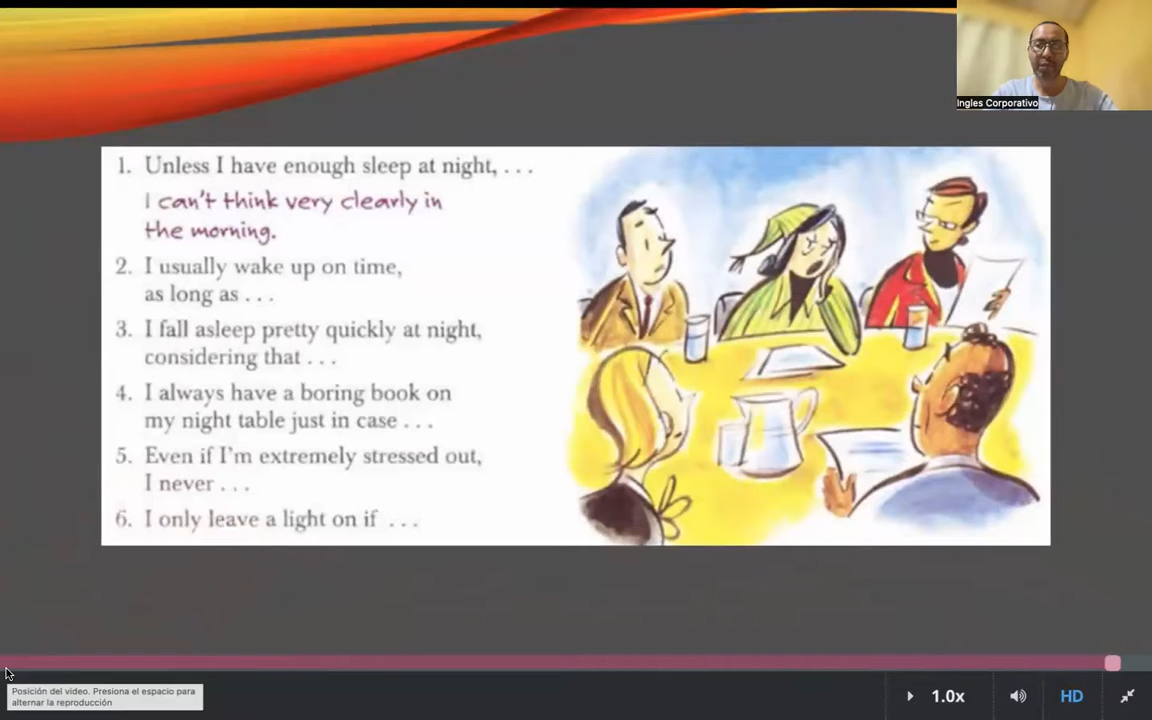 Ingles Corporativo
1. Unless I have enough sleep at night, . . .
I can't think very clearly in
the morning.
2. I usually wake up on time,
as long as . . .
3. I fall asleep pretty quickly at night,
considering that . . .
4. I always have a boring book on
my night table just in case . . .
5. Even if I'm extremely stressed out,
I never . . .
6. I only leave a light on if . . .
Posición del video. Presiona el espacio para
alternar la reproducción
1.0x
HD